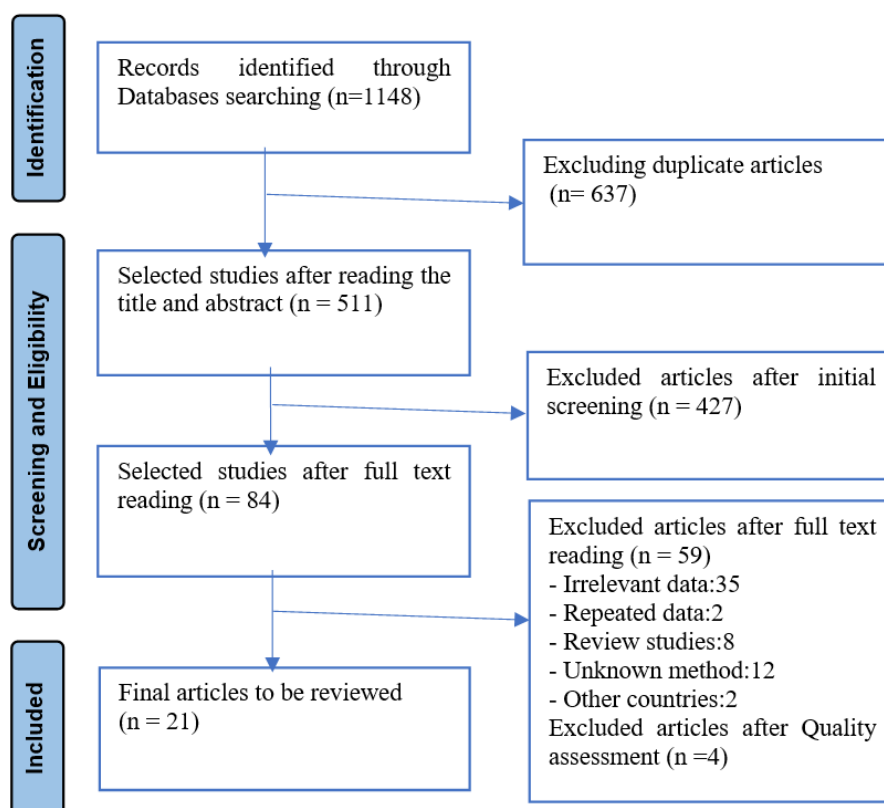 Identification
Records identified through
Databases searching (n=1148)
Excluding duplicate articles
(n= 637)
Screening and Eligibility
Selected studies after reading the
title and abstract (n = 511)
Excluded articles after initial
screening (n = 427)
Selected studies after full text
reading (n = 84)
Excluded articles after full text
reading (n = 59)
- Irrelevant data:35
- Repeated data:2
- Review studies:8
- Unknown method:12
- Other countries:2
Excluded articles after Quality
assessment (n =4)
Included
Final articles to be reviewed
(n = 21)